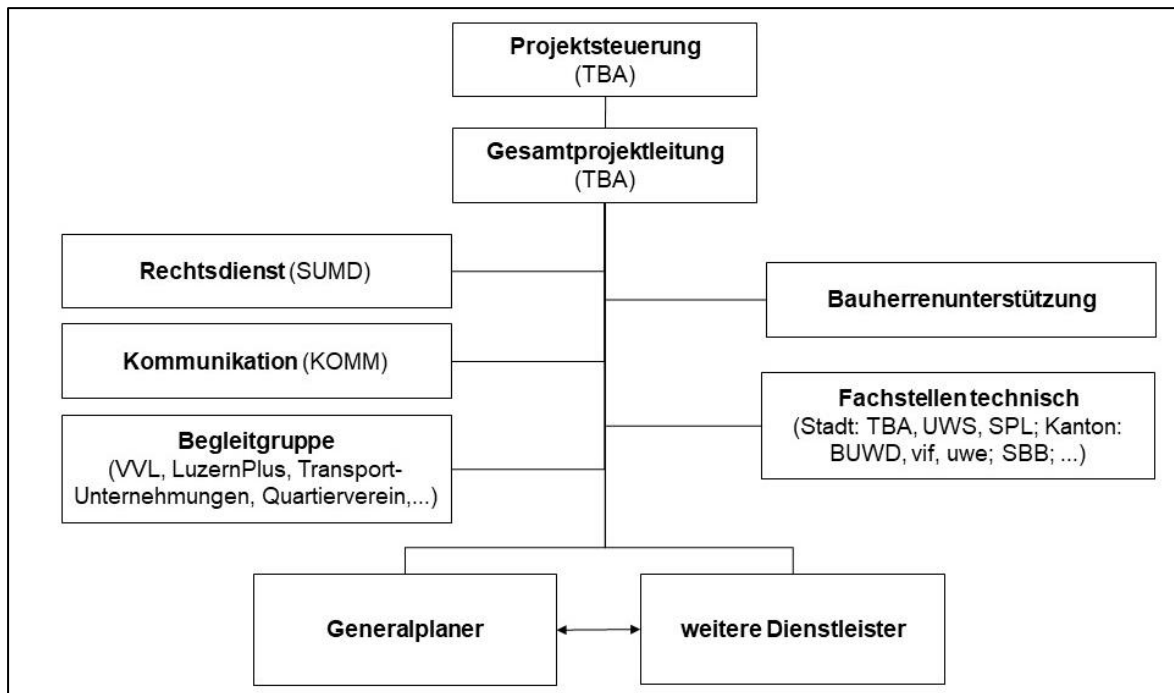 Projektsteuerung
(TBA)
Gesamtprojektleitung
(TBA)
Rechtsdienst (SUMD)
Bauherrenunterstützung
Kommunikation (KOMM)
Fachstellen technisch
(Stadt: TBA, UWS, SPL; Kanton:
BUWD, vif, uwe; SBB; ...)
Begleitgruppe
(VVL, LuzernPlus, Transport-
Unternehmungen, Quartierverein,...)
Generalplaner
weitere Dienstleister